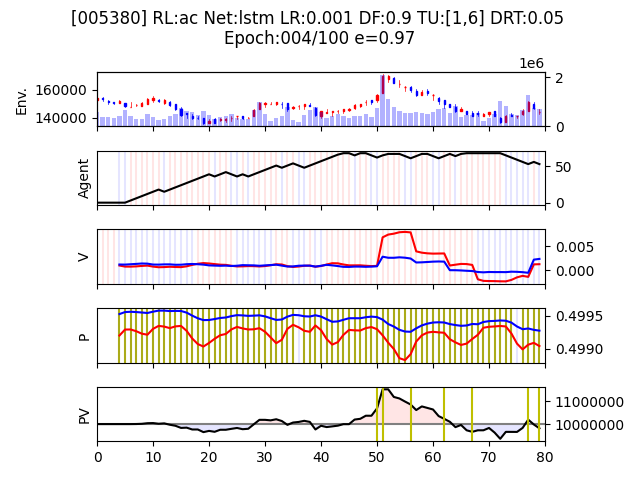 [005380] RL:ac Net:lstm LR:0.001 DF:0.9 TU:[1,6] DRT:0.05
Epoch:004/100 e=0.97
1e6
Env.
160000
140000
2
0
Agent
50
0
V
0.005
0.000
P
0.4995
0.4990
PV
11000000
10000000
0 10 20 30 40 50 60 70 80